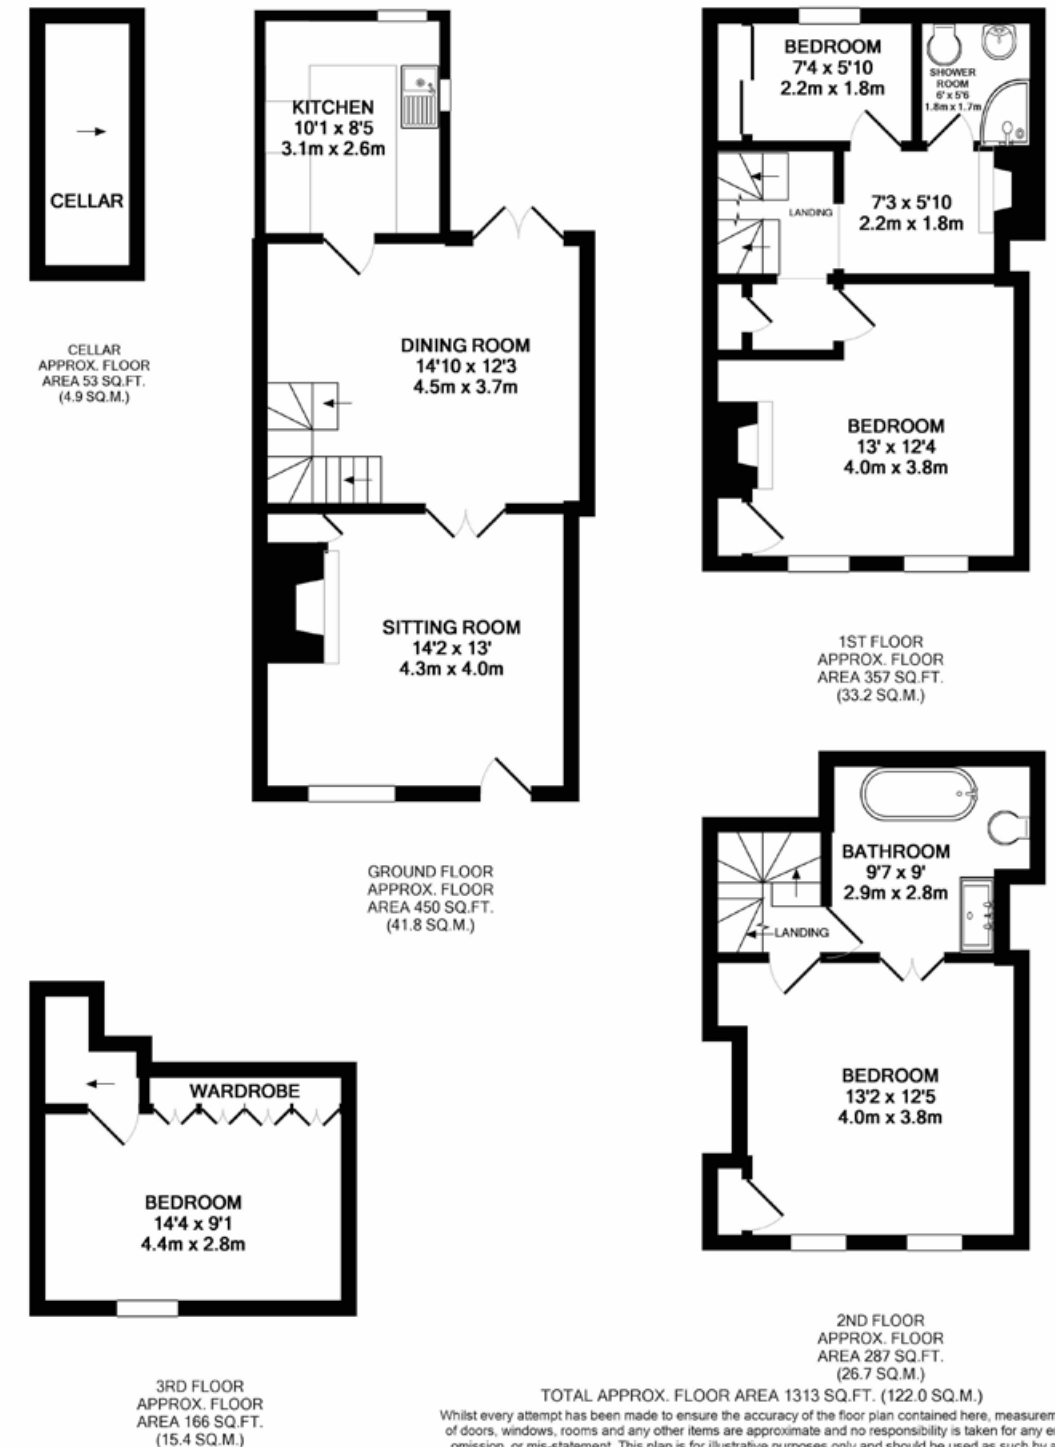 CELLAR
CELLAR
APPROX. FLOOR
AREA 53 SQ.FT.
(4.9 SQ.M.)
KITCHEN
10'1 x 8'5
3.1m x 2.6m
DINING ROOM
14'10 x 12'3
4.5m x 3.7m
SITTING ROOM
14'2 x 13'
4.3m x 4.0m
GROUND FLOOR
APPROX. FLOOR
AREA 450 SQ.FT.
(41.8 SQ.M.)
BEDROOM
7'4 x 5'10
2.2m x 1.8m
SHOWER
ROOM
6' x 5'6
1.8m x 1.7m
LANDING
7'3 x 5'10
2.2m x 1.8m
BEDROOM
13' x 12'4
4.0m x 3.8m
1ST FLOOR
APPROX. FLOOR
AREA 357 SQ.FT.
(33.2 SQ.M.)
BATHROOM
9'7 x 9'
2.9m x 2.8m
LANDING
BEDROOM
13'2 x 12'5
4.0m x 3.8m
2ND FLOOR
APPROX. FLOOR
AREA 287 SQ.FT.
(26.7 SQ.M.)
WARDROBE
BEDROOM
14'4 x 9'1
4.4m x 2.8m
3RD FLOOR
APPROX. FLOOR
AREA 166 SQ.FT.
(15.4 SQ.M.)
TOTAL APPROX. FLOOR AREA 1313 SQ.FT. (122.0 SQ.M.)
Whilst every attempt has been made to ensure the accuracy of the floor plan contained here, measurem
of doors, windows, rooms and any other items are approximate and no responsibility is taken for any e
omission, or mis-statement. This plan is for illustrative purposes only and should be used as such by a